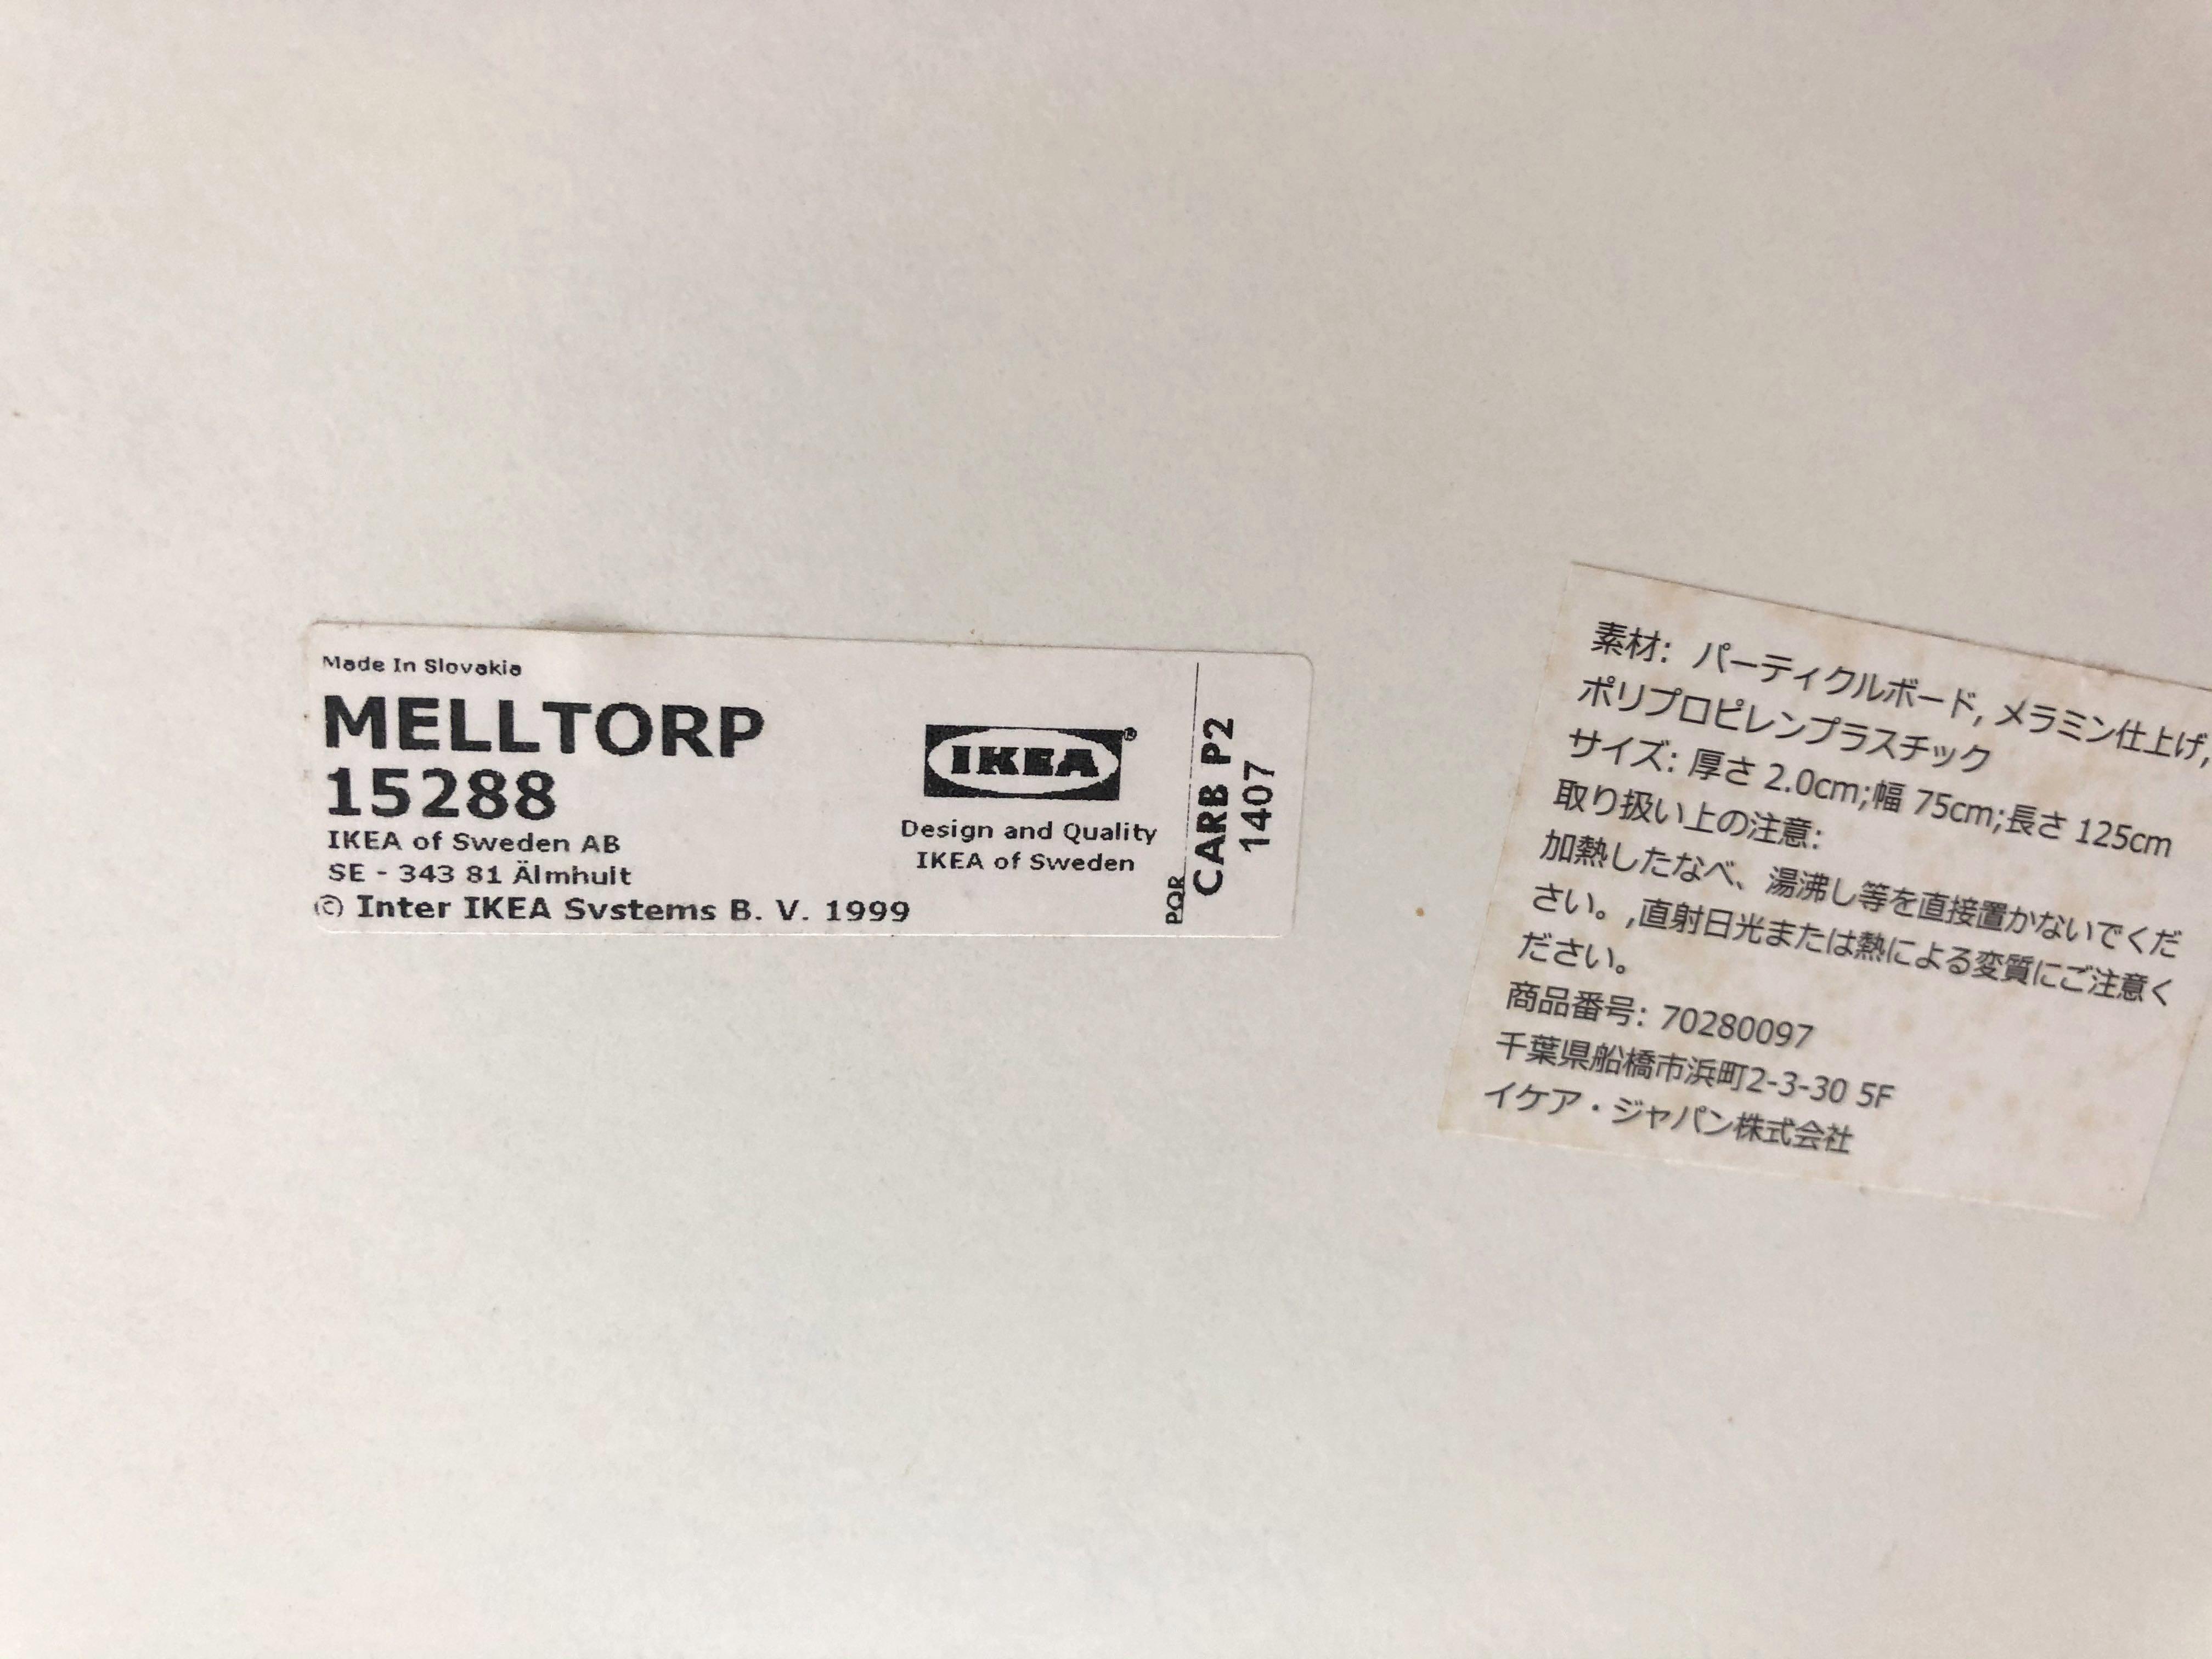 Made In Slovakia
MELLTORP
15288
IKEA of Sweden AB
SE - 343 81 Älmhult
© Inter IKEA Systems B. V. 1999
IKEA®
Design and Quality
IKEA of Sweden
PQR
CARB P2
1407
素材: パーティクルボード, メラミン仕上げ,
ポリプロピレンプラスチック
サイズ: 厚さ 2.0cm;幅 75cm;長さ 125cm
取り扱い上の注意:
加熱したなべ、湯沸し等を直接置かないでくだ
さい。,直射日光または熱による変質にご注意く
ださい。
商品番号: 70280097
千葉県船橋市浜町2-3-30 5F
イケア・ジャパン株式会社